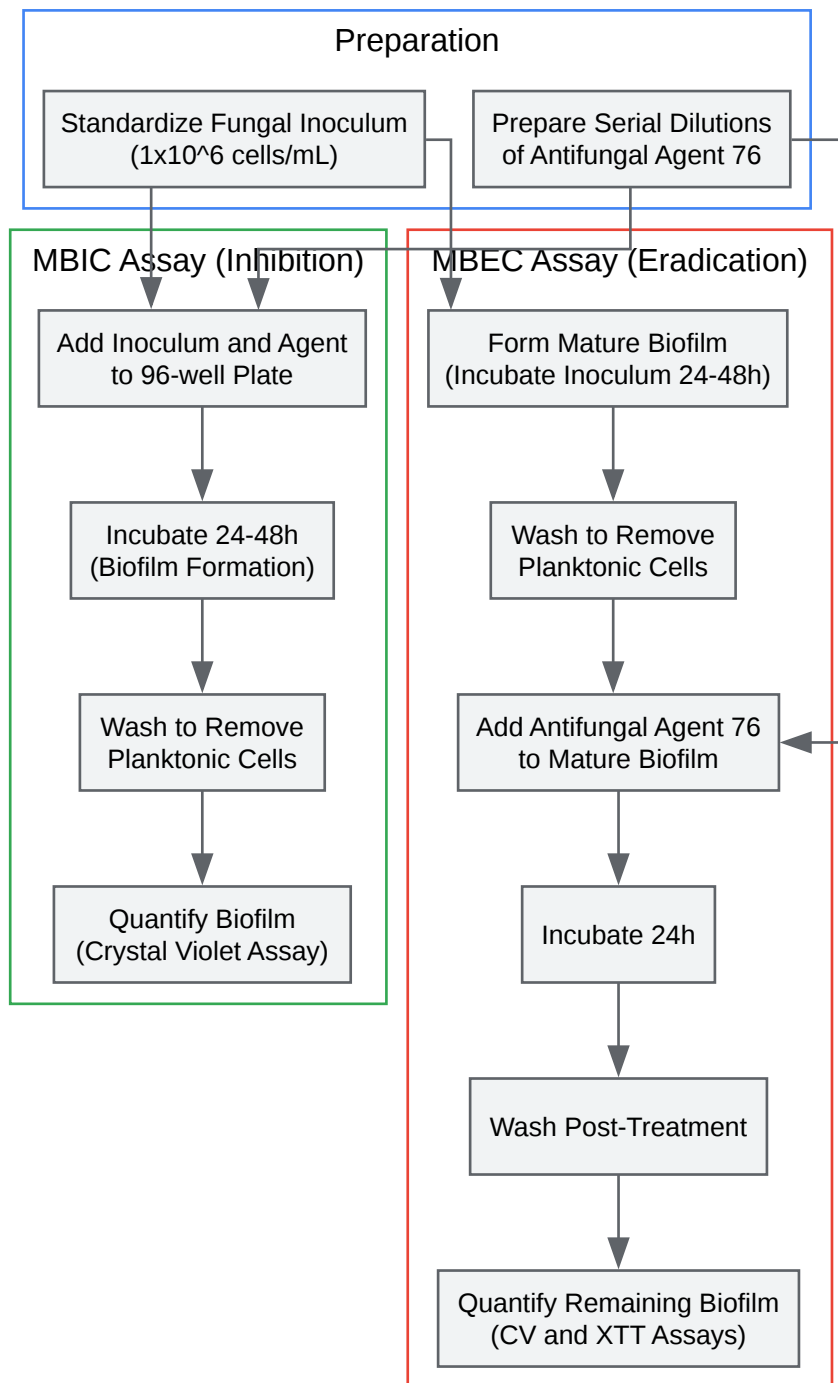 Preparation
Standardize Fungal Inoculum
(1x10^6 cells/mL)
Prepare Serial Dilutions
of Antifungal Agent 76
MBIC Assay (Inhibition)
Add Inoculum and Agent
to 96-well Plate
Incubate 24-48h
(Biofilm Formation)
Wash to Remove
Planktonic Cells
Quantify Biofilm
(Crystal Violet Assay)
MBEC Assay (Eradication)
Form Mature Biofilm
(Incubate Inoculum 24-48h)
Wash to Remove
Planktonic Cells
Add Antifungal Agent 76
to Mature Biofilm
Incubate 24h
Wash Post-Treatment
Quantify Remaining Biofilm
(CV and XTT Assays)